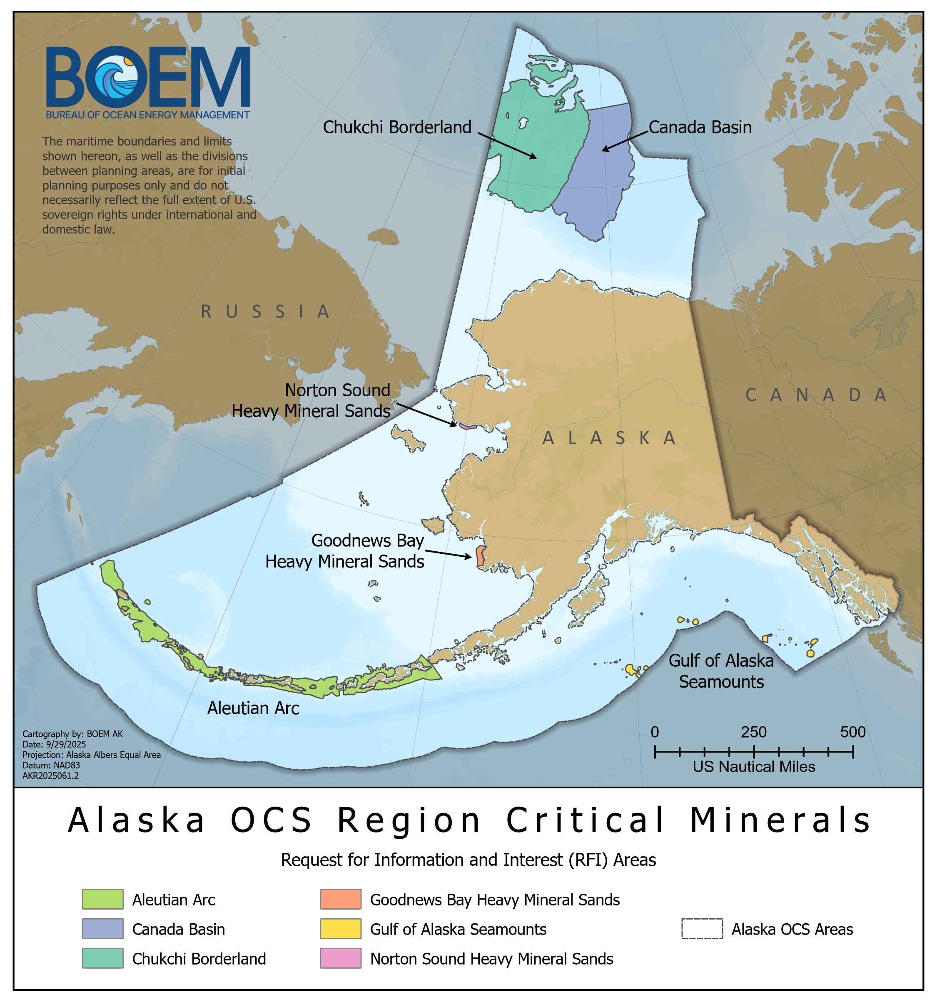 BOEM
BUREAU OF OCEAN ENERGY MANAGEMENT
The maritime boundaries and limits
shown hereon, as well as the divisions
between planning areas, are for initial
planning purposes only and do not
necessarily reflect the full extent of U.S.
sovereign rights under international and
domestic law.
Chukchi Borderland
Canada Basin
RUSSIA
CANADA
ALASKA
Norton Sound
Heavy Mineral Sands
Goodnews Bay
Heavy Mineral Sands
Gulf of Alaska
Seamounts
Aleutian Arc
Cartography by: BOEM AK
Date: 9/29/2025
Projection: Alaska Albers Equal Area
Datum: NAD83
AKR2025061.2
0 250 500
US Nautical Miles
Alaska OCS Region Critical Minerals
Request for Information and Interest (RFI) Areas
Aleutian Arc
Canada Basin
Chukchi Borderland
Goodnews Bay Heavy Mineral Sands
Gulf of Alaska Seamounts
Norton Sound Heavy Mineral Sands
Alaska OCS Areas